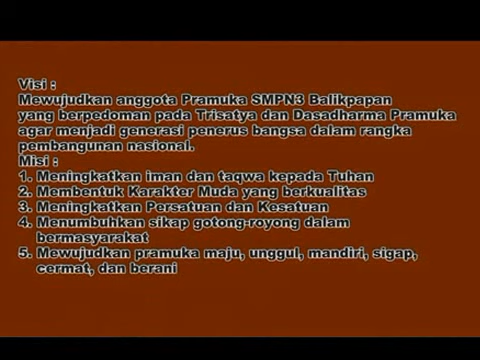 Visi :
Mewujudkan anggota Pramuka SMPN3 Balikpapan
yang berpedoman pada Trisatya dan Dasadharma Pramuka
agar menjadi generasi penerus bangsa dalam rangka
pembangunan nasional.
Misi :
1. Meningkatkan iman dan taqwa kepada Tuhan
2. Membentuk Karakter Muda yang berkualitas
3. Meningkatkan Persatuan dan Kesatuan
4. Menumbuhkan sikap gotong-royong dalam
bermasyarakat
5. Mewujudkan pramuka maju, unggul, mandiri, sigap,
cermat, dan berani